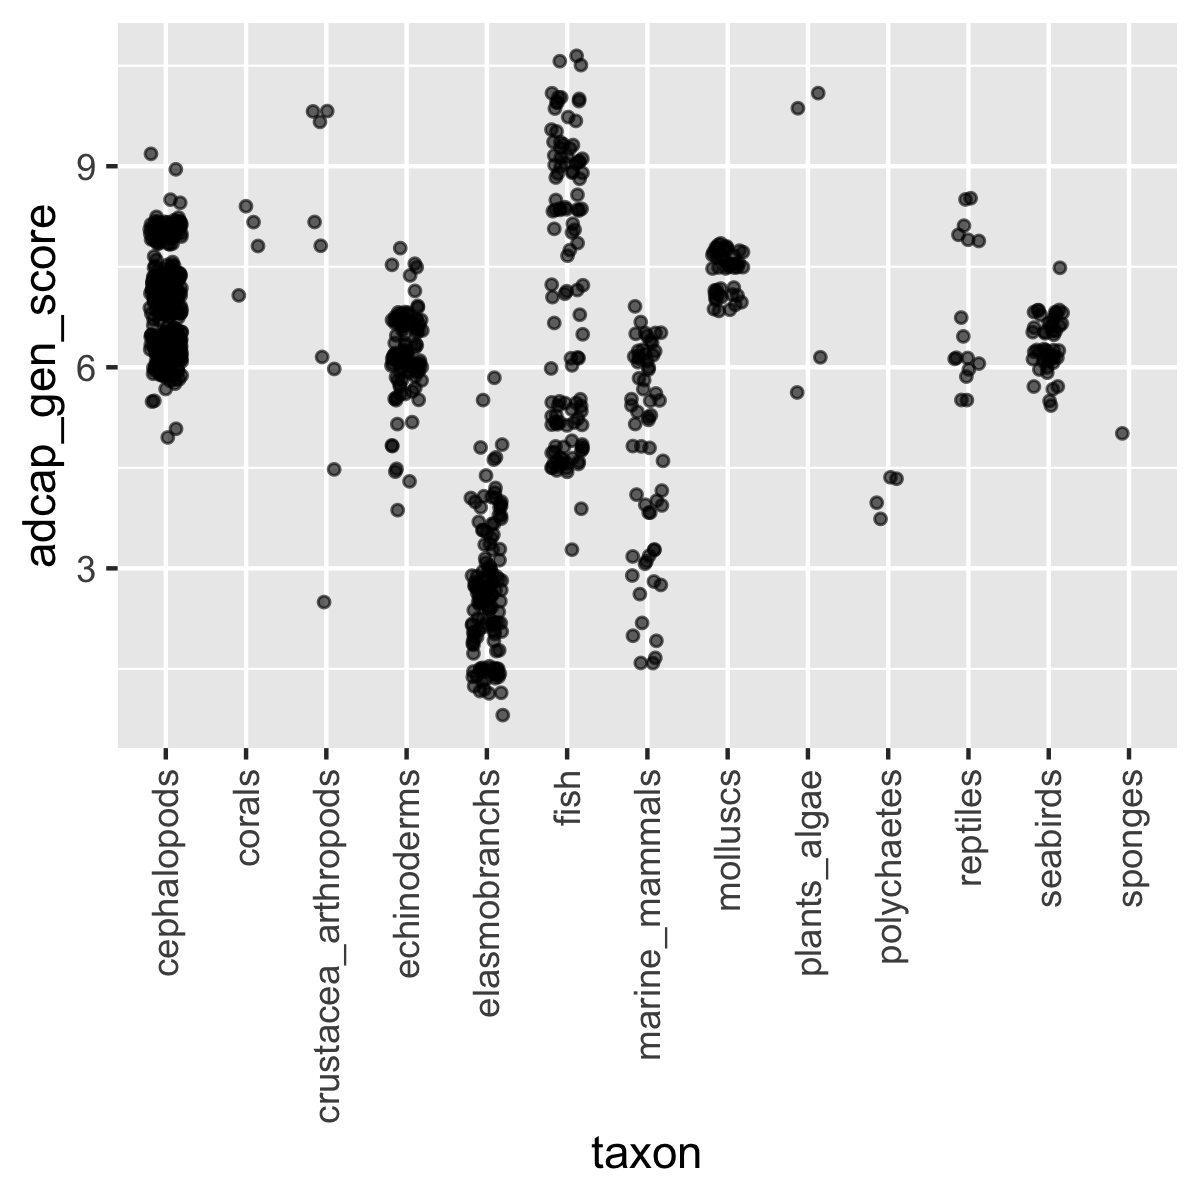 adcap_gen_score
9
6
3
cephalopods
corals
crustacea_arthropods
echinoderms
elasmobranchs
fish
marine_mammals
molluscs
plants_algae
polychaetes
reptiles
seabirds
sponges
taxon